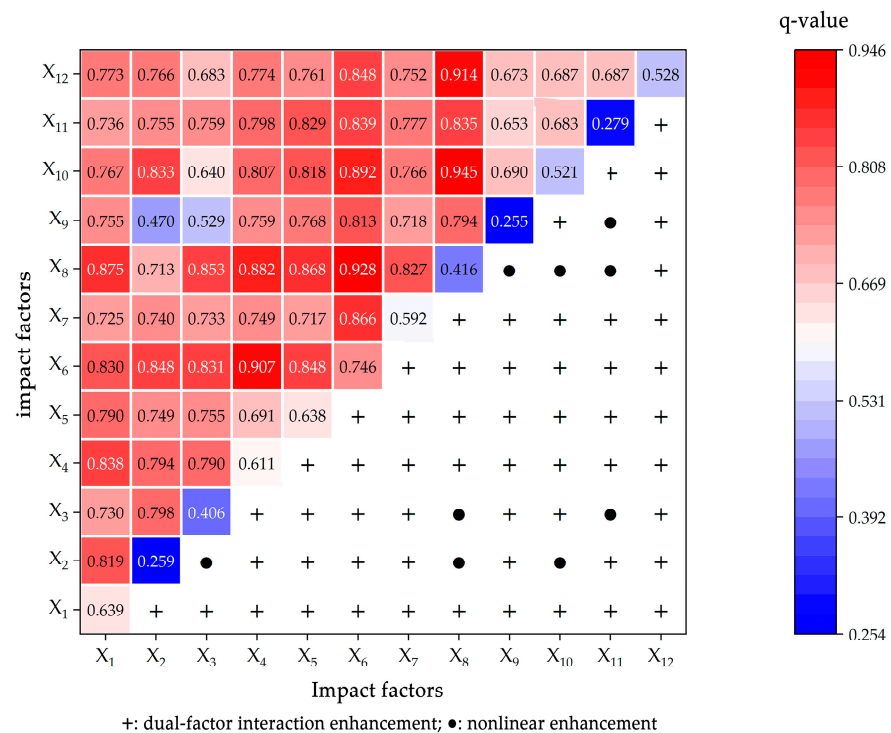 q-value
X12 0.773 0.766 0.683 0.774 0.761 0.848 0.752 0.914 0.673 0.687 0.687 0.528
X11 0.736 0.755 0.759 0.798 0.829 0.839 0.777 0.835 0.653 0.683 0.279 +
X10 0.767 0.833 0.640 0.807 0.818 0.892 0.766 0.945 0.690 0.521 + +
X9 0.755 0.470 0.529 0.759 0.768 0.813 0.718 0.794 0.255 + ● +
X8 0.875 0.713 0.853 0.882 0.868 0.928 0.827 0.416 ● ● ● +
X7 0.725 0.740 0.733 0.749 0.717 0.866 0.592 + + + + +
X6 0.830 0.848 0.831 0.907 0.848 0.746 + + + + + +
X5 0.790 0.749 0.755 0.691 0.638 + + + + + + +
X4 0.838 0.794 0.790 0.611 + + + + + + + +
X3 0.730 0.798 0.406 + + + + ● + + ● +
X2 0.819 0.259 ● + + + + ● + ● + +
X1 0.639 + + + + + + + + + + +
X1 X2 X3 X4 X5 X6 X7 X8 X9 X10 X11 X12
impact factors
Impact factors
+: dual-factor interaction enhancement; ●: nonlinear enhancement
0.946
0.808
0.669
0.531
0.392
0.254